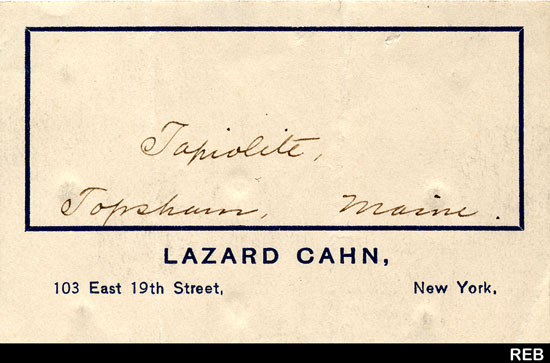 Tapiolite,
Topsham, Maine.
LAZARD CAHN,
103 East 19th Street, New York,
REB